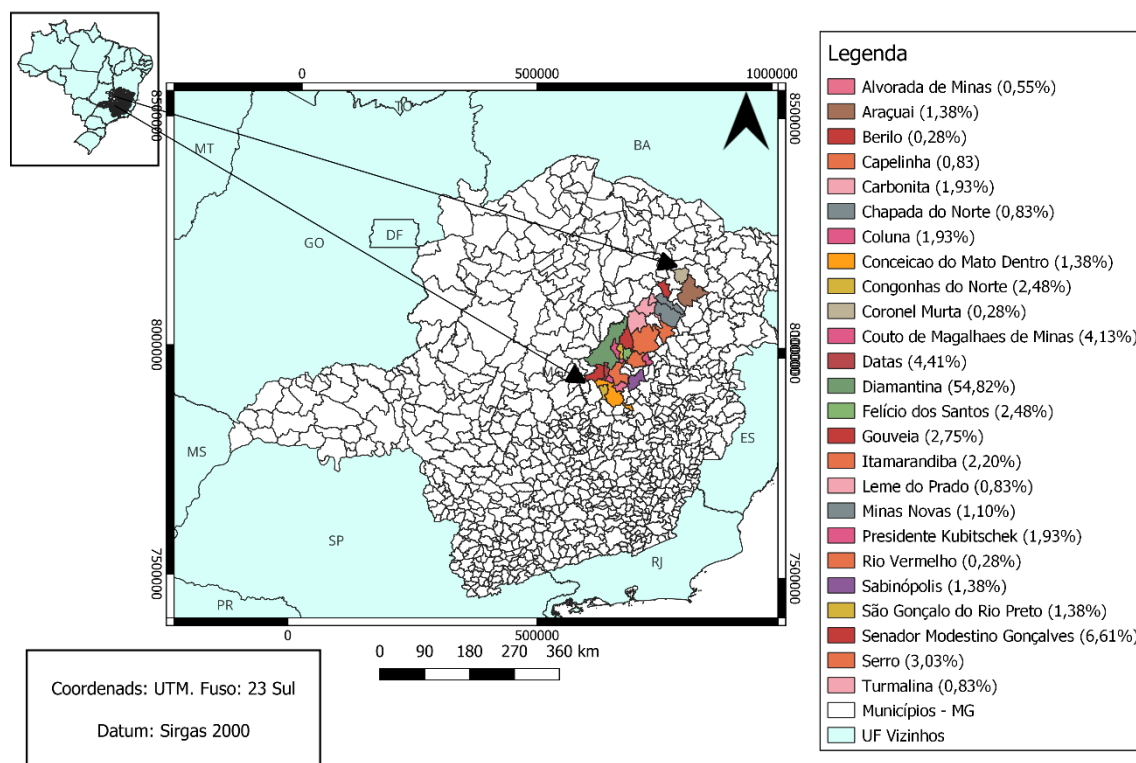 0
500000
1000000
8500000
8500000
TO
BA
MT
DF
GO
8000000
8000000
MG
ES
MS
SP
RJ
7500000
7500000
PR
0
500000
0 90 180 270 360 km
Coordenads: UTM. Fuso: 23 Sul
Datum: Sirgas 2000
Legenda
Alvorada de Minas (0,55%)
Araçuai (1,38%)
Berilo (0,28%)
Capelinha (0,83)
Carbonita (1,93%)
Chapada do Norte (0,83%)
Coluna (1,93%)
Conceicao do Mato Dentro (1,38%)
Congonhas do Norte (2,48%)
Coronel Murta (0,28%)
Couto de Magalhaes de Minas (4,13%)
Datas (4,41%)
Diamantina (54,82%)
Felício dos Santos (2,48%)
Gouveia (2,75%)
Itamarandiba (2,20%)
Leme do Prado (0,83%)
Minas Novas (1,10%)
Presidente Kubitschek (1,93%)
Rio Vermelho (0,28%)
Sabinópolis (1,38%)
São Gonçalo do Rio Preto (1,38%)
Senador Modestino Gonçalves (6,61%)
Serro (3,03%)
Turmalina (0,83%)
Municípios - MG
UF Vizinhos